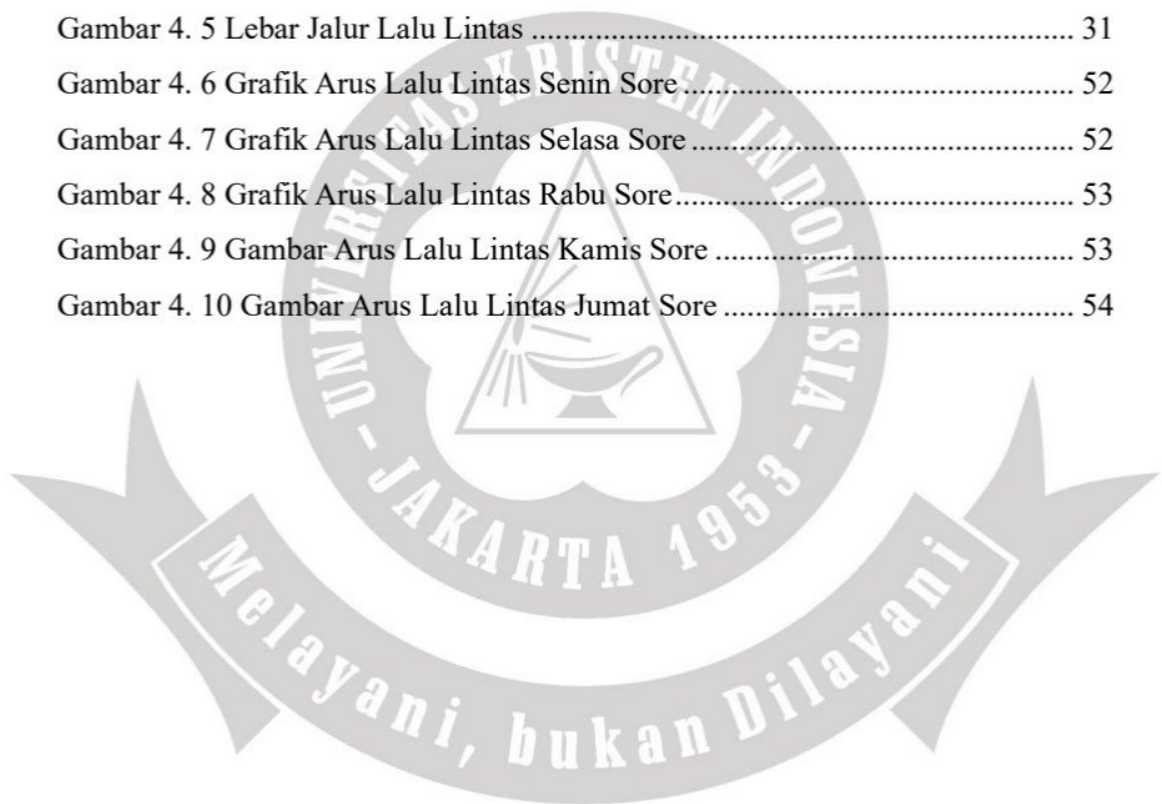 Gambar 4. 5 Lebar Jalur Lalu Lintas ........................................................................ 31
Gambar 4. 6 Grafik Arus Lalu Lintas Senin Sore .................................................... 52
Gambar 4. 7 Grafik Arus Lalu Lintas Selasa Sore ................................................... 52
Gambar 4. 8 Grafik Arus Lalu Lintas Rabu Sore ..................................................... 53
Gambar 4. 9 Gambar Arus Lalu Lintas Kamis Sore ................................................ 53
Gambar 4. 10 Gambar Arus Lalu Lintas Jumat Sore ............................................... 54
UNIVERSITAS KRISTEN INDONESIA
- JAKARTA 1953 -
Melayani, bukan Dilayani